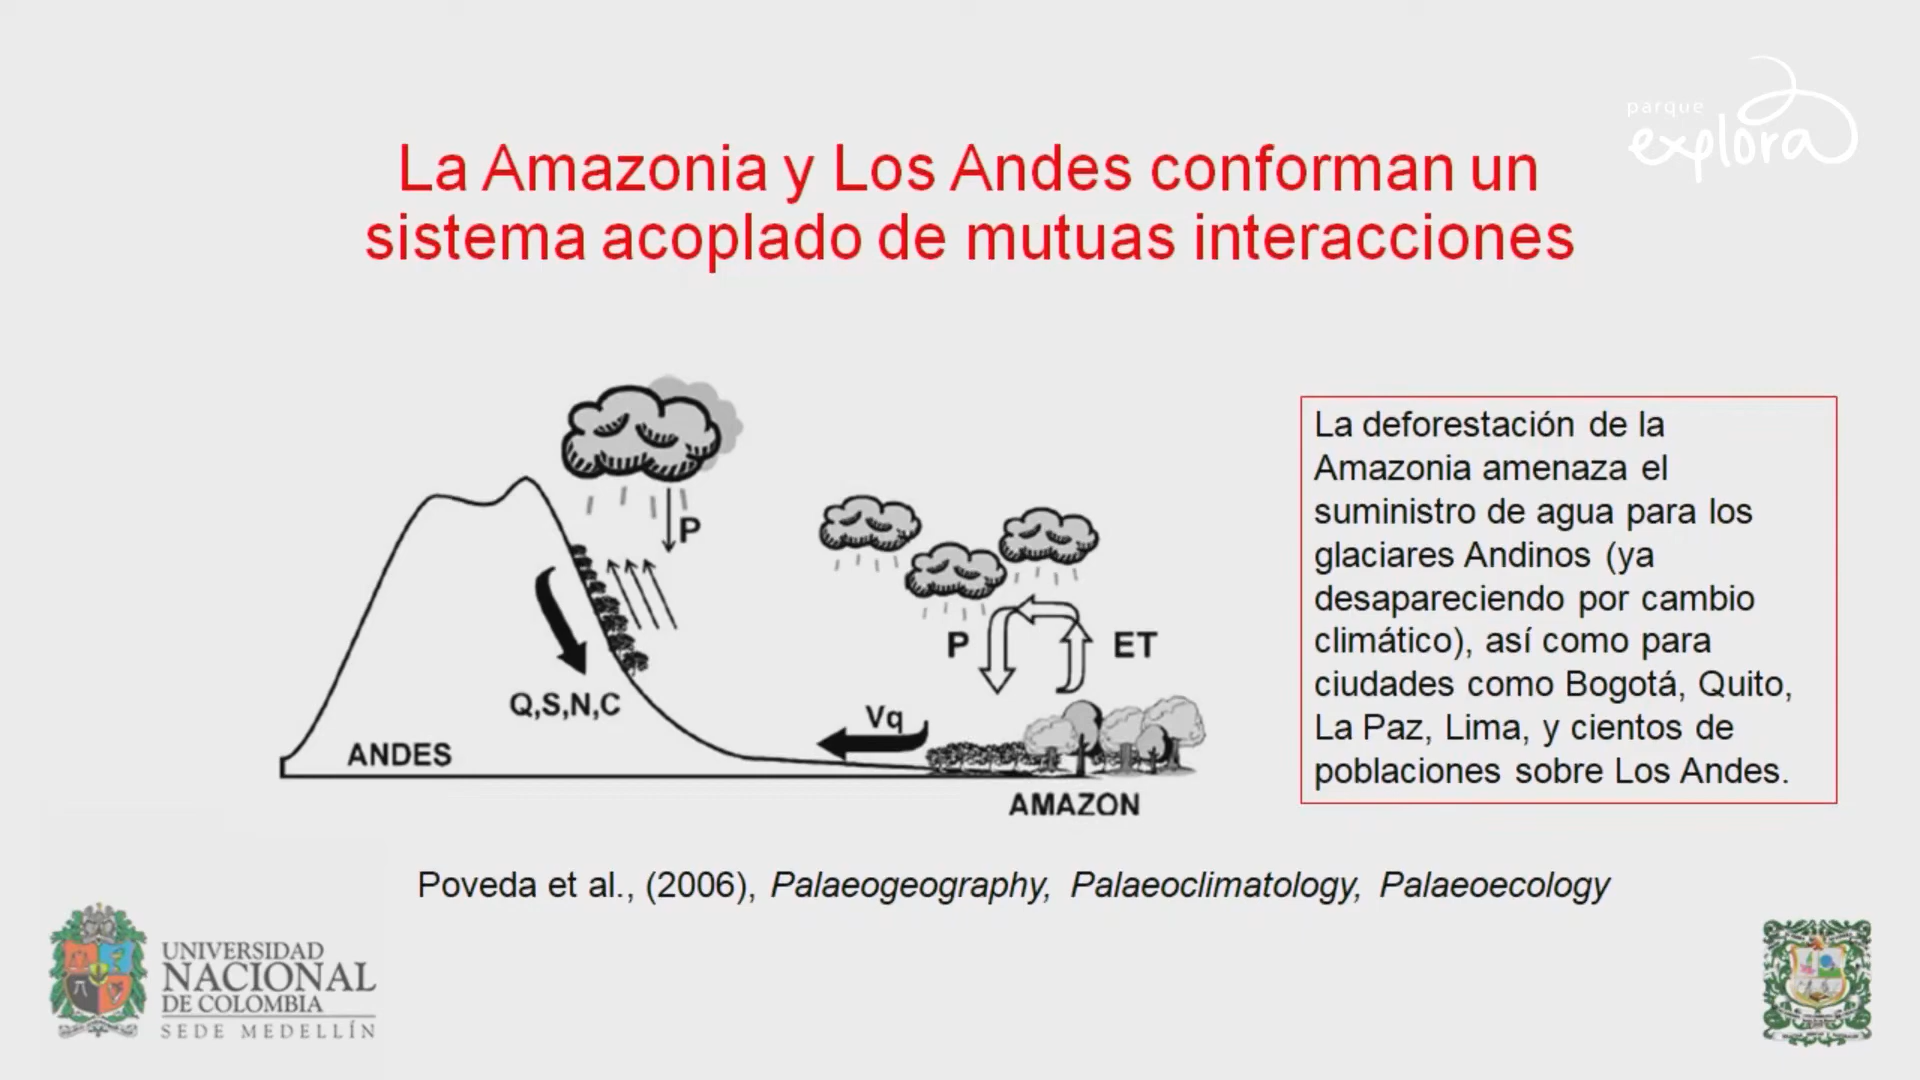 parque
explora
La Amazonia y Los Andes conforman un
sistema acoplado de mutuas interacciones
P
P
ET
Q,S,N,C
Vq
ANDES
AMAZON
La deforestación de la
Amazonia amenaza el
suministro de agua para los
glaciares Andinos (ya
desapareciendo por cambio
climático), así como para
ciudades como Bogotá, Quito,
La Paz, Lima, y cientos de
poblaciones sobre Los Andes.
Poveda et al., (2006), Palaeogeography, Palaeoclimatology, Palaeoecology
UNIVERSIDAD
NACIONAL
DE COLOMBIA
SEDE MEDELLÍN